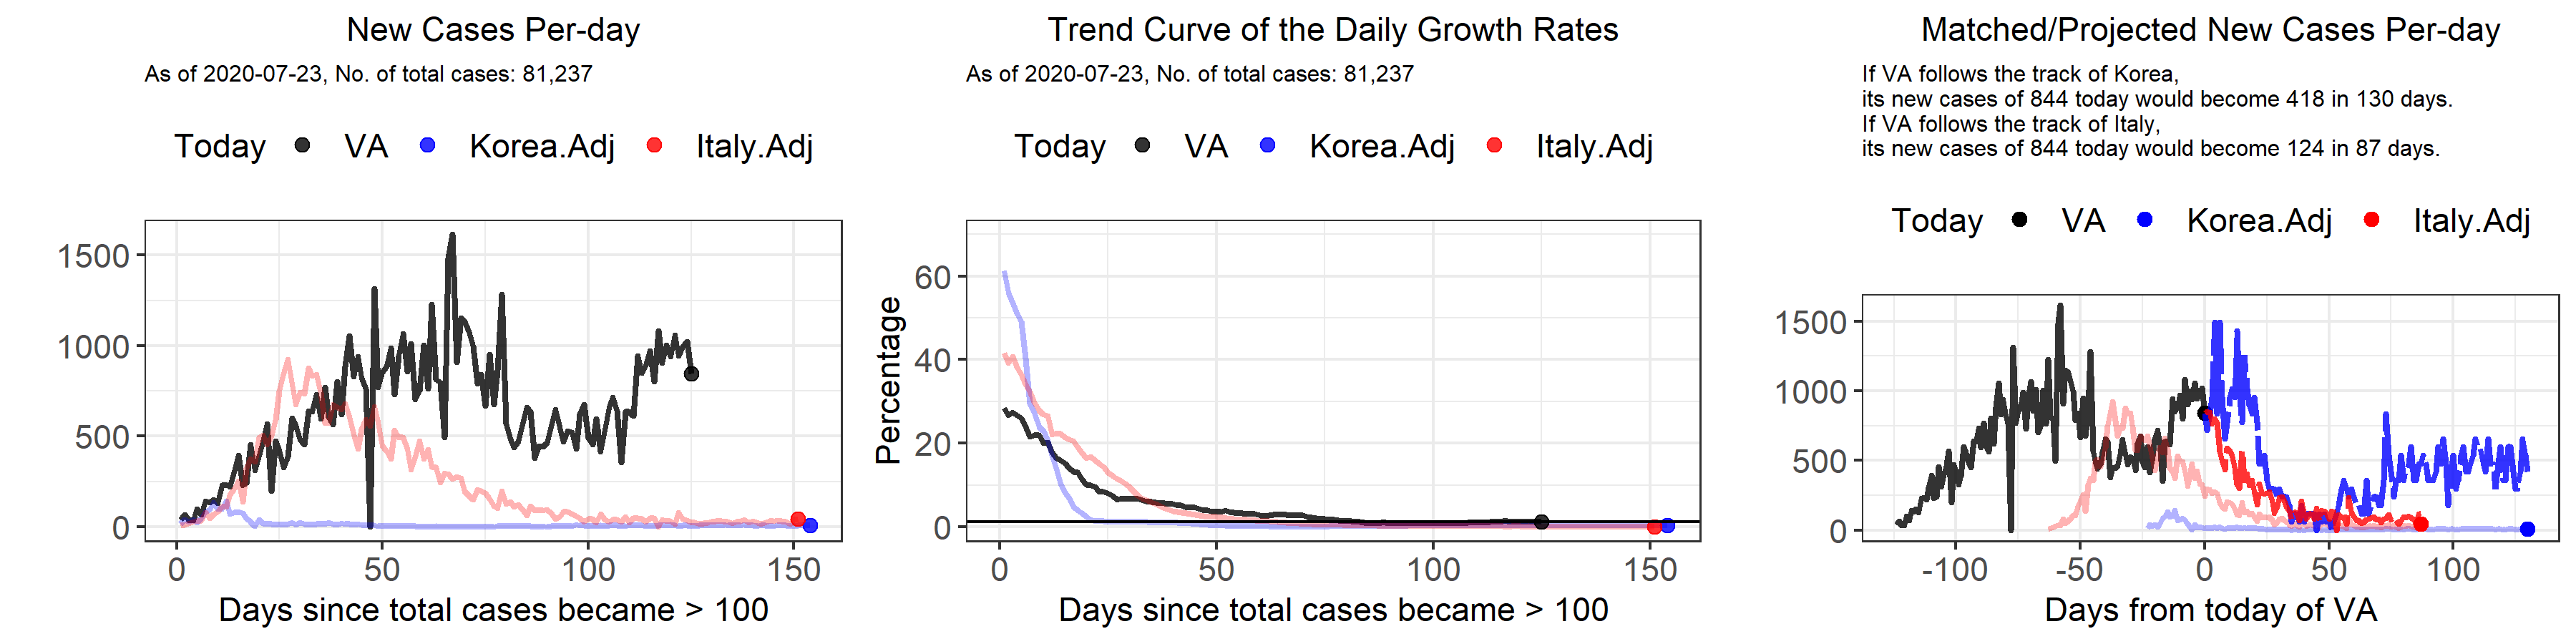 New Cases Per-day
As of 2020-07-23, No. of total cases: 81,237
Today VA Korea.Adj Italy.Adj
1500
1000
500
0
0 50 100 150
Days since total cases became > 100
Trend Curve of the Daily Growth Rates
As of 2020-07-23, No. of total cases: 81,237
Today VA Korea.Adj Italy.Adj
Percentage
60
40
20
0
0 50 100 150
Days since total cases became > 100
Matched/Projected New Cases Per-day
If VA follows the track of Korea,
its new cases of 844 today would become 418 in 130 days.
If VA follows the track of Italy,
its new cases of 844 today would become 124 in 87 days.
Today VA Korea.Adj Italy.Adj
1500
1000
500
0
-100 -50 0 50 100
Days from today of VA